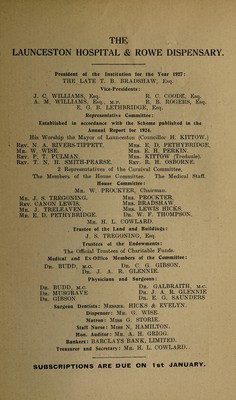 THE
LAUNCESTON HOSPITAL & ROWE DISPENSARY.
President of the Institution for the Year 1927:
THE LATE T. B. BRADSHAW, Esq.
Vice-Presidents:
J. C. WILLIAMS, Esq. R. C. COODE, Esq.
A. M. WILLIAMS, Esq., M.P. R. B. ROGERS, Esq.
E. G. B. LETHBRIDGE, Esq.
Representative Committee:
Established in accordance with the Scheme published in the
Annual Report for 1924.
His Worship the Mayor of Launceston (Councillor H. KITTOW.)
Rev. N. A. RIVERS-TIPPETT. Mrs. E. D. PETHYBRIDGE.
Mr. W. WISE. Mrs. E. H. PERKIN.
Rev. P. T. PULMAN. Mrs. KITTOW (Tredaule).
Rev. T. N. H. SMITH-PEARSE. Rev. R. H. OSBORNE.
2 Representatives of the Carnival Committee.
The Members of the House Committee. The Medical Staff.
House Committee:
Mr. W. PROCKTER, Chairman.
Mr. J. S. TREGONING. Mrs. PROCKTER.
Rev. CANON LEWIS. Miss BRADSHAW
Mr. J. TRELEAVEN Mrs. LEWIS HICKS
Mr. E. D. PETHYBRIDGE. Dr. W. F. THOMPSON.
Mr. H. L. COWLARD.
Trustee of the Land and Buildings:
J. S. TREGONING, Esq
Trustees of the Endowments:
The Official Trustees of Charitable Funds.
Medical and Ex-Officio Members of the Committee:
Dr. BUDD, M.C. Dr. C. G. GIBSON,
Dr. J. A. R. GLENNIE.
Physicians and Surgeons:
Dr. BUDD, M.C. Dr. GALBRAITH, M.C.
Dr. MUSGRAVE Dr. J. A. R. GLENNIE
Dr. GIBSON Dr. E. G. SAUNDERS
Surgeon Dentists: Messrs. HICKS & EVELYN.
Dispenser: Mr. G. WISE.
Matron: Miss G. STORIE.
Staff Nurse: Miss N. HAMILTON.
Hon. Auditor: Mr. A. H. GRIGG.
Bankers: BARCLAYS BANK, LIMITED.
Treasurer and Secretary: Mr. H. L. COWLARD.
SUBSCRIPTIONS ARE DUE ON 1st JANUARY.